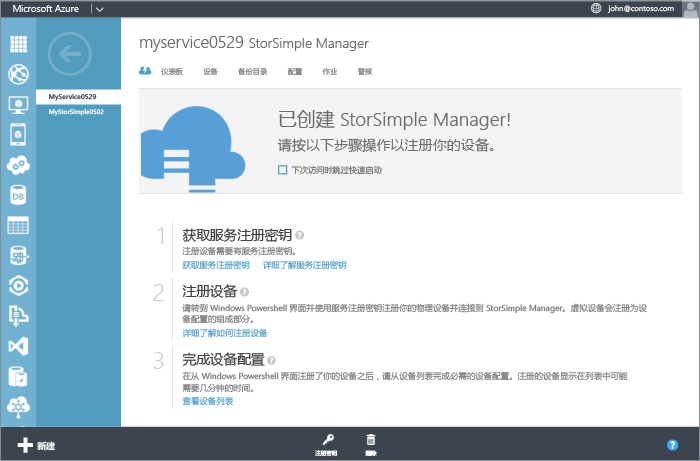 Microsoft Azure
john@contoso.com
myservice0529 StorSimple Manager
仪表板 设备 备份目录 配置 作业 警报
MyService0529
MyStorSimple0502
已创建 StorSimple Manager!
请按以下步骤操作以注册你的设备。
下次访问时跳过快速启动
1 获取服务注册密钥 ?
注册设备需要有服务注册密钥。
获取服务注册密钥 详细了解服务注册密钥
2 注册设备 ?
请转到 Windows Powershell 界面并使用服务注册密钥注册你的物理设备并连接到 StorSimple Manager。虚拟设备会注册为设
备配置的组成部分。
详细了解如何注册设备
3 完成设备配置 ?
在从 Windows Powershell 界面注册了你的设备之后，请从设备列表完成必需的设备配置。注册的设备显示在列表中可能
需要几分钟的时间。
查看设备列表
DB
新建
注册密钥
删除
?